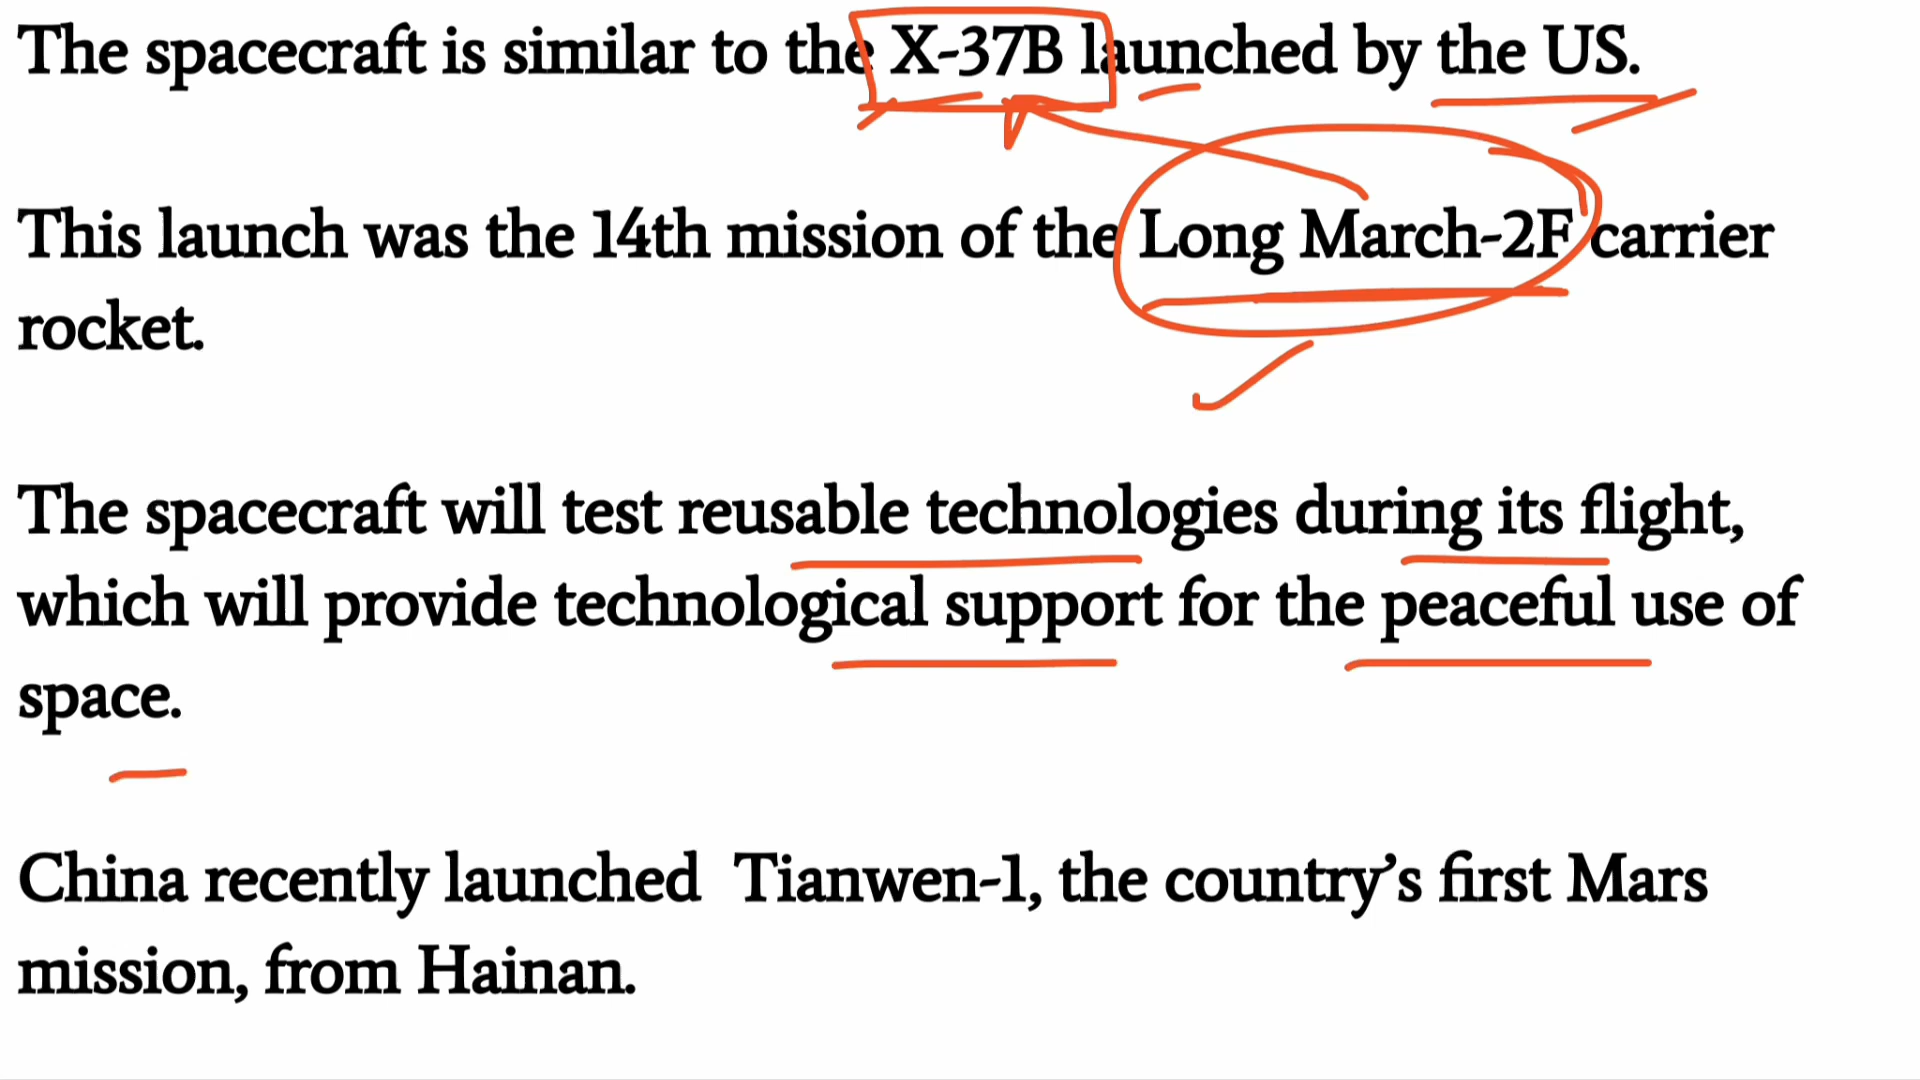 The spacecraft is similar to the X-37B launched by the US.
This launch was the 14th mission of the Long March-2F carrier
rocket.
The spacecraft will test reusable technologies during its flight,
which will provide technological support for the peaceful use of
space.
China recently launched  Tianwen-1, the country’s first Mars
mission, from Hainan.